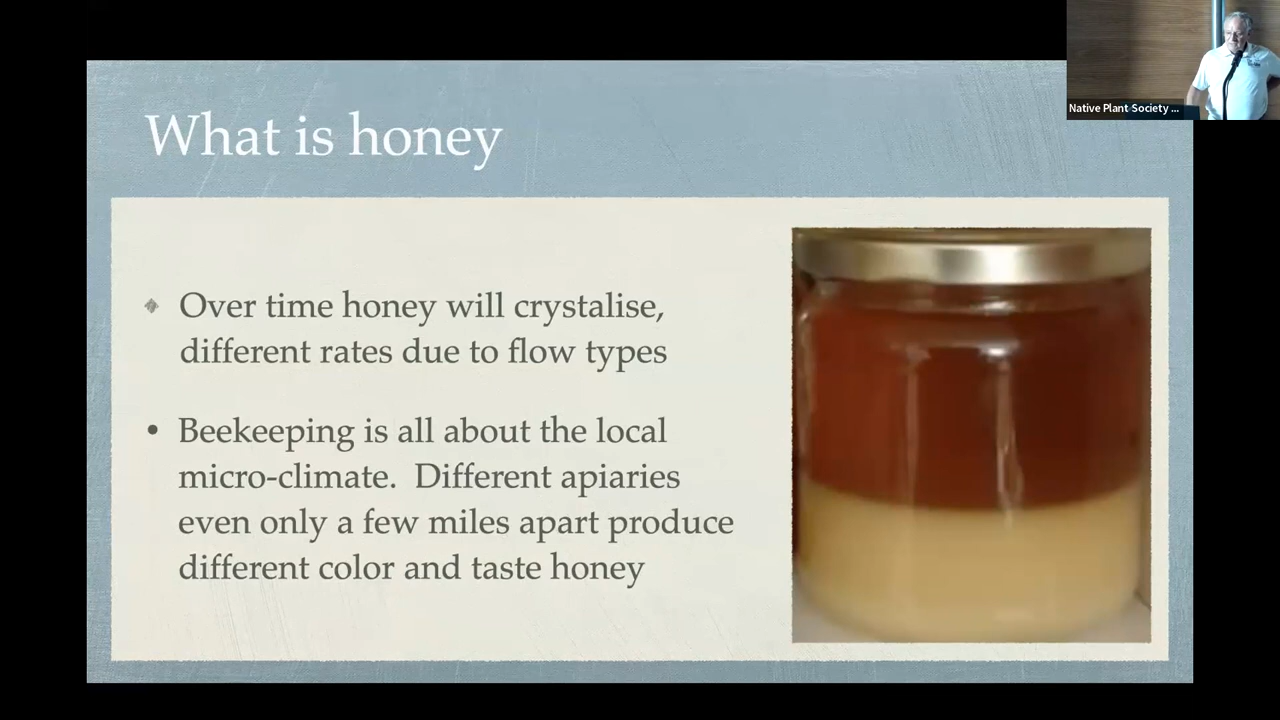 What is honey
Over time honey will crystalise,
different rates due to flow types
Beekeeping is all about the local
micro-climate.  Different apiaries
even only a few miles apart produce
different color and taste honey
Native Plant Society ...